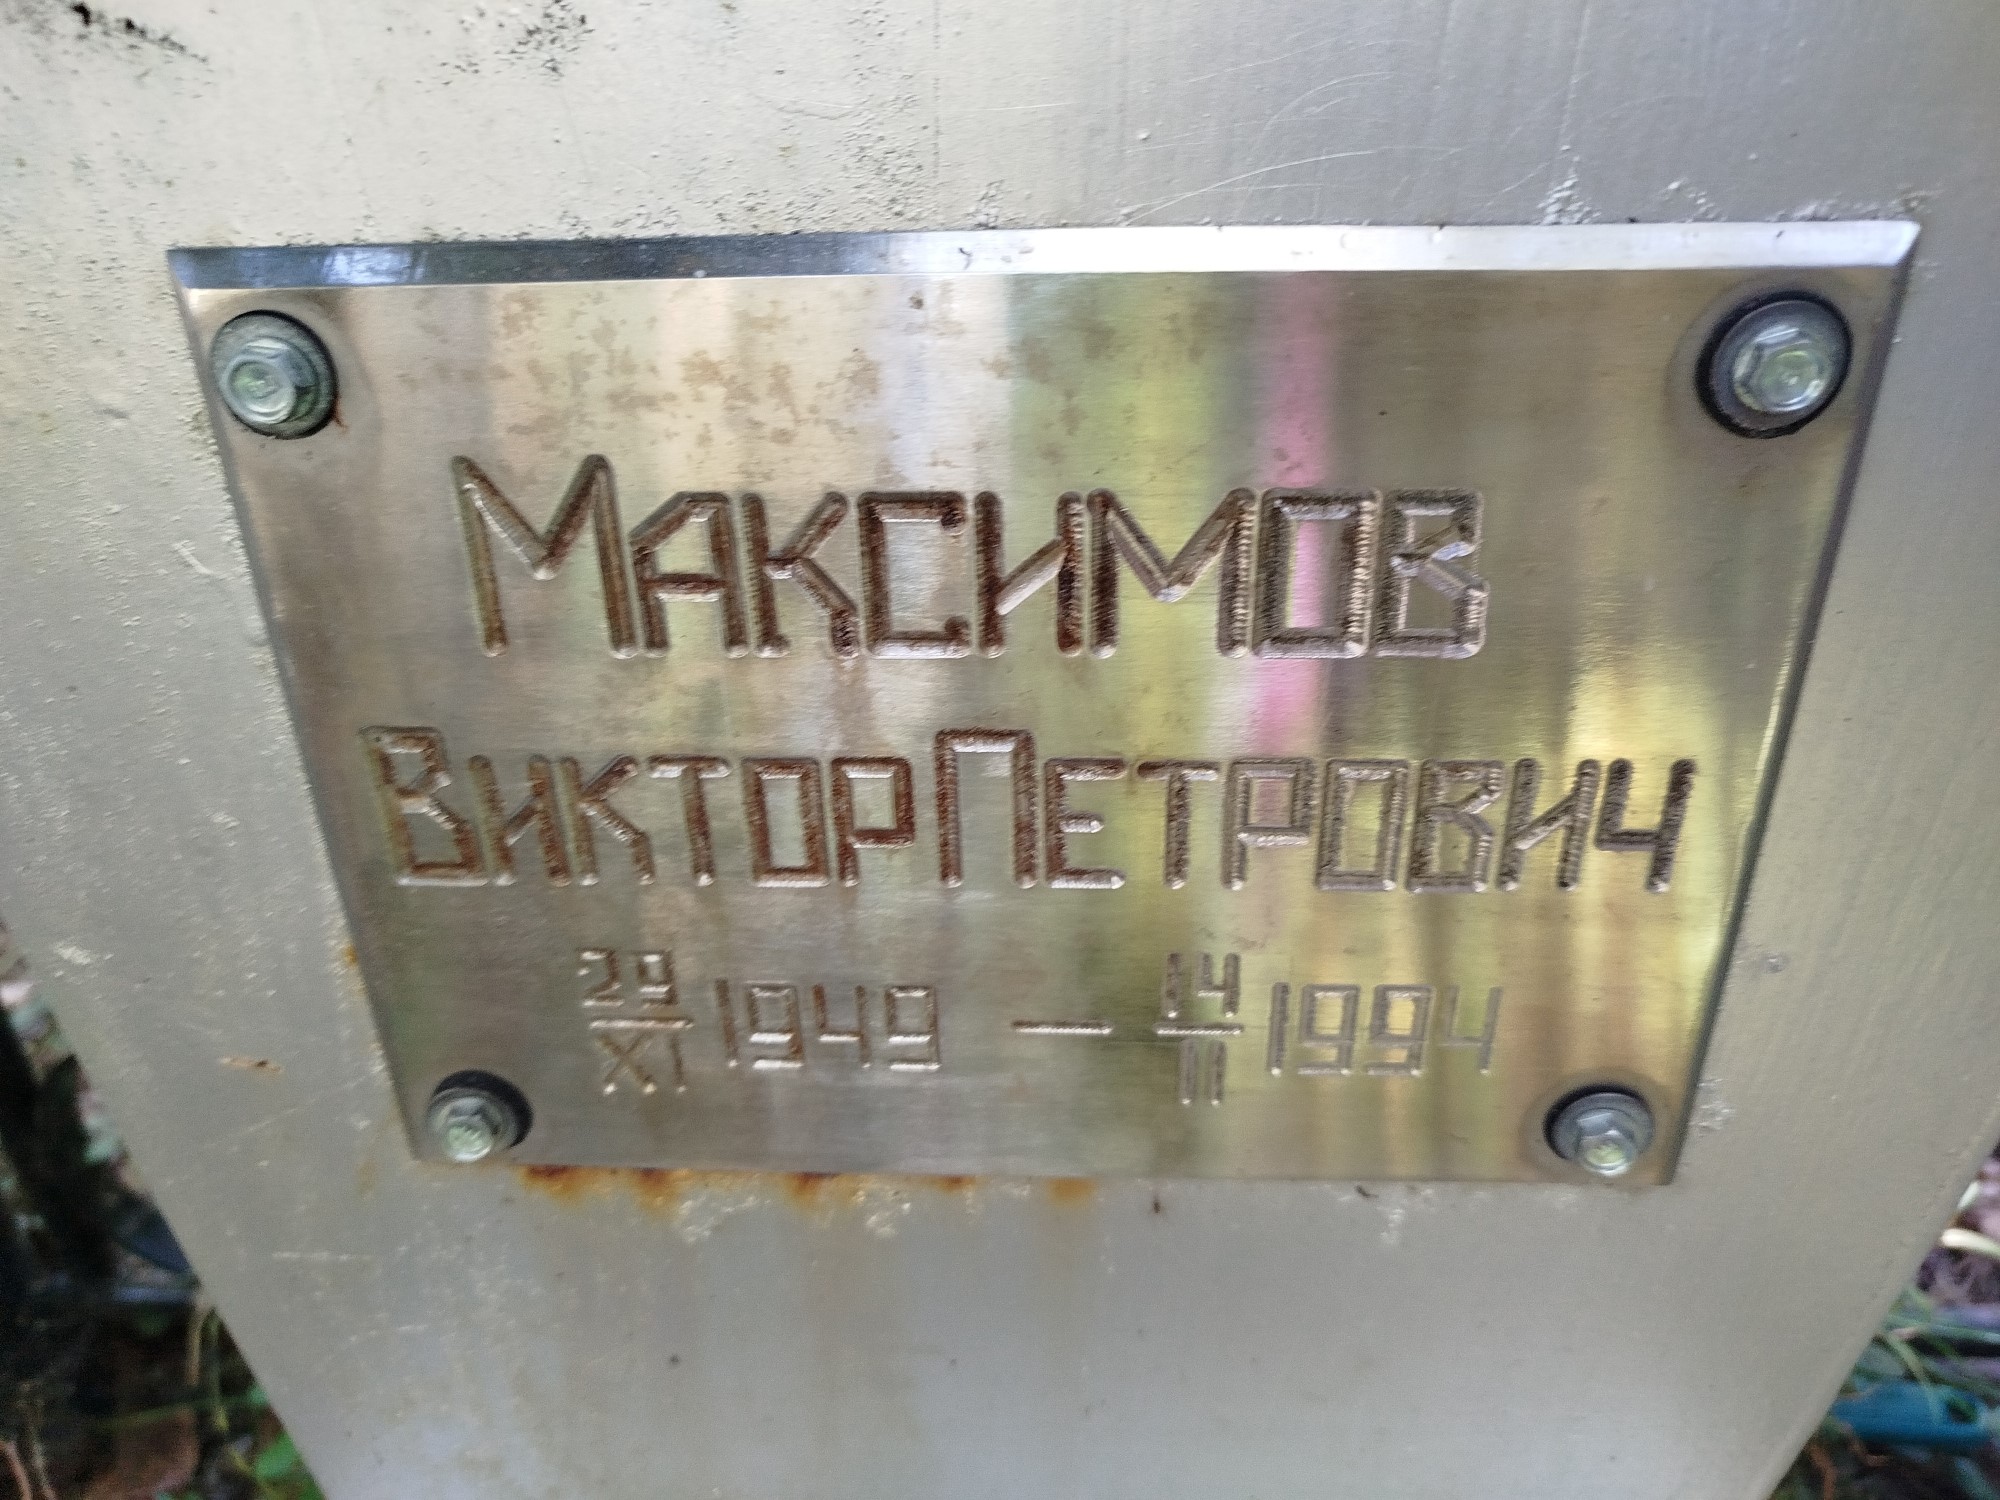 Максимов
Виктор Петрович
29/XI 1949 — 14/II 1994